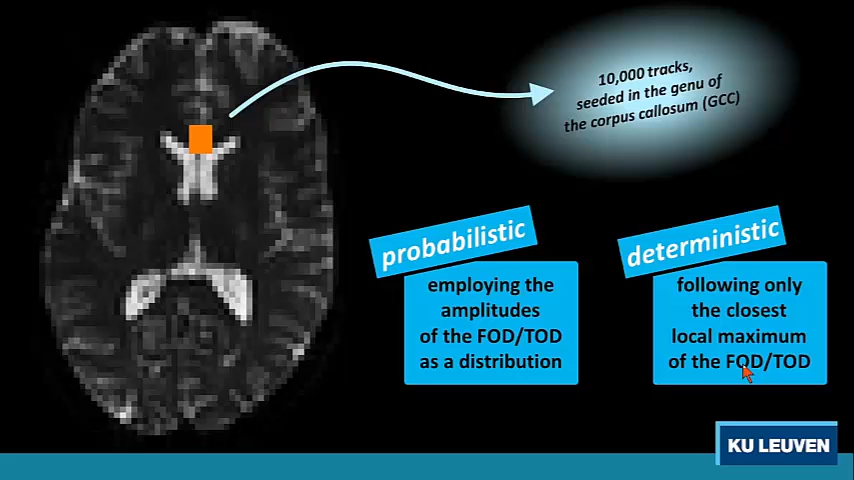 10,000 tracks,
seeded in the genu of
the corpus callosum (GCC)
probabilistic
employing the
amplitudes
of the FOD/TOD
as a distribution
deterministic
following only
the closest
local maximum
of the FOD/TOD
KU LEUVEN